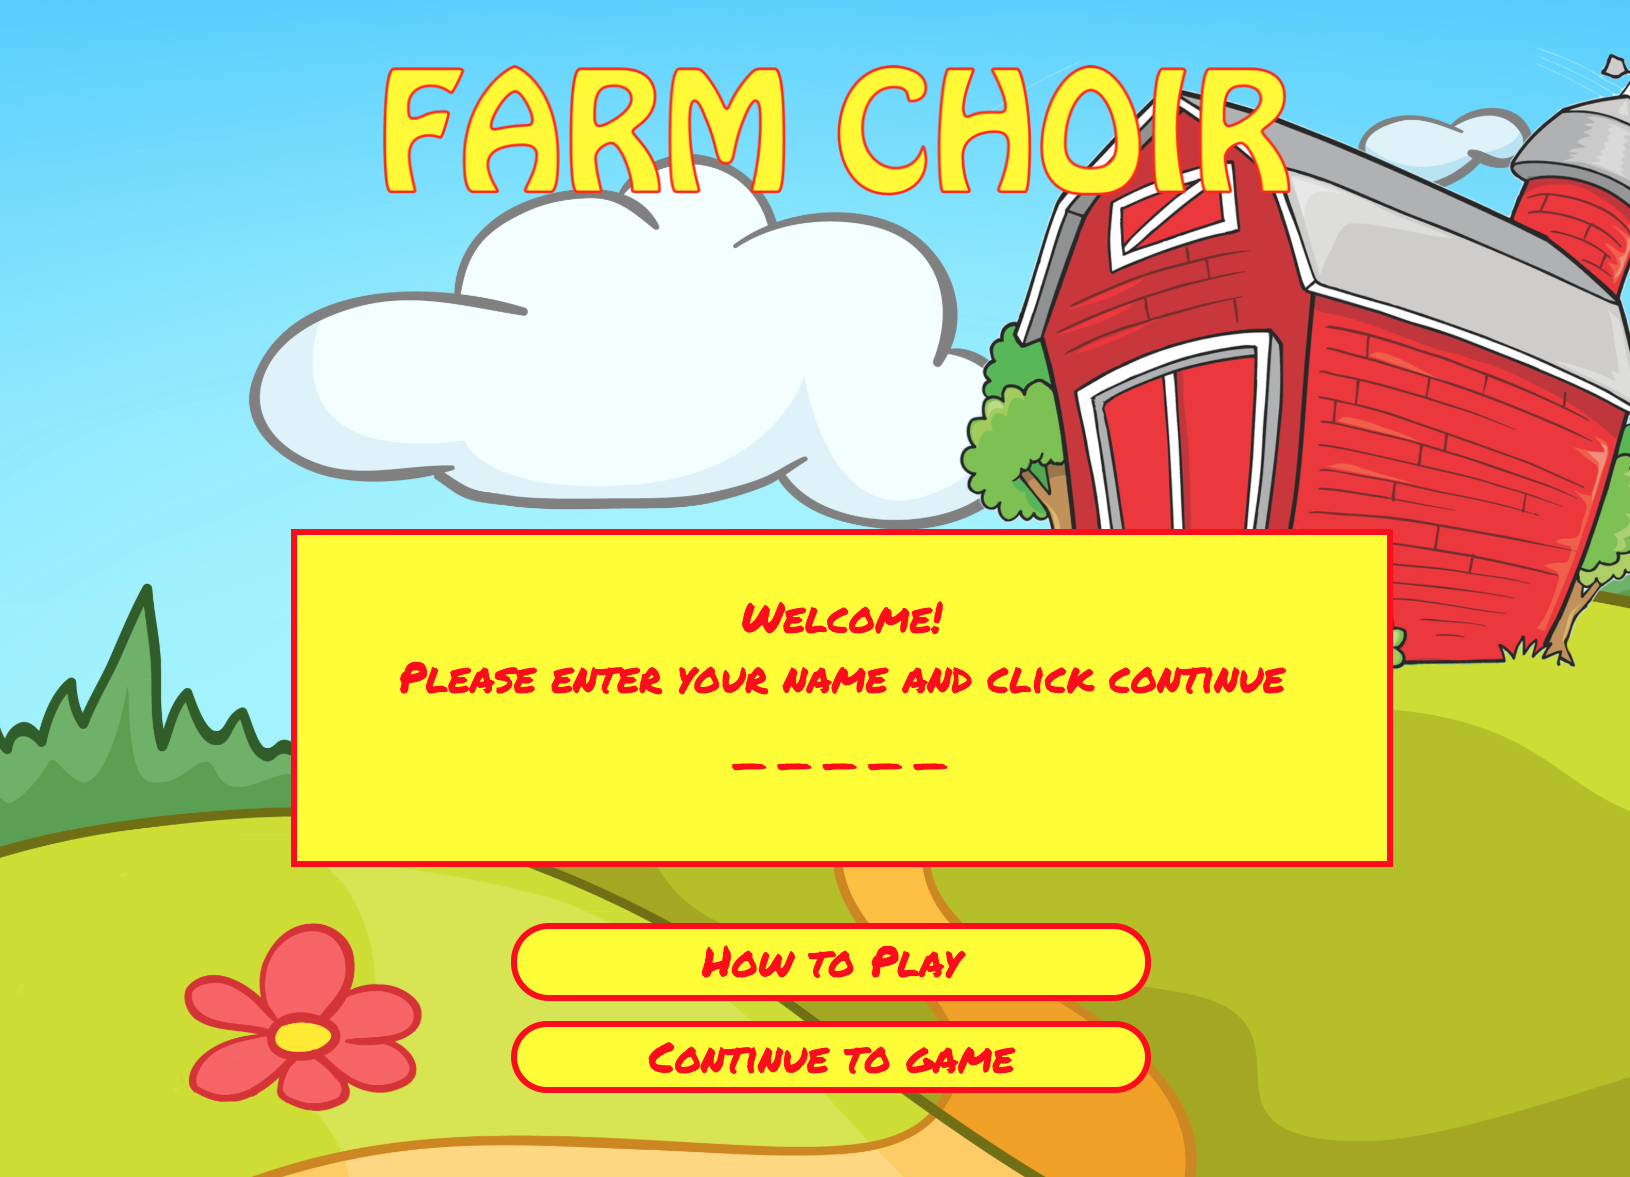 FARM CHOIR
Welcome!
Please enter your name and click continue
_ _ _ _ _
How to Play
Continue to game